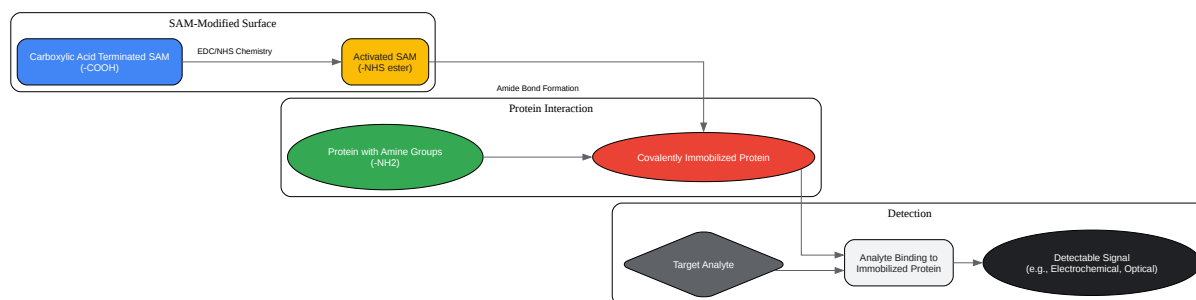 SAM-Modified Surface
Carboxylic Acid Terminated SAM
(-COOH)
EDC/NHS Chemistry
Activated SAM
(-NHS ester)
Amide Bond Formation
Protein Interaction
Protein with Amine Groups
(-NH2)
Covalently Immobilized Protein
Detection
Target Analyte
Analyte Binding to
Immobilized Protein
Detectable Signal
(e.g., Electrochemical, Optical)